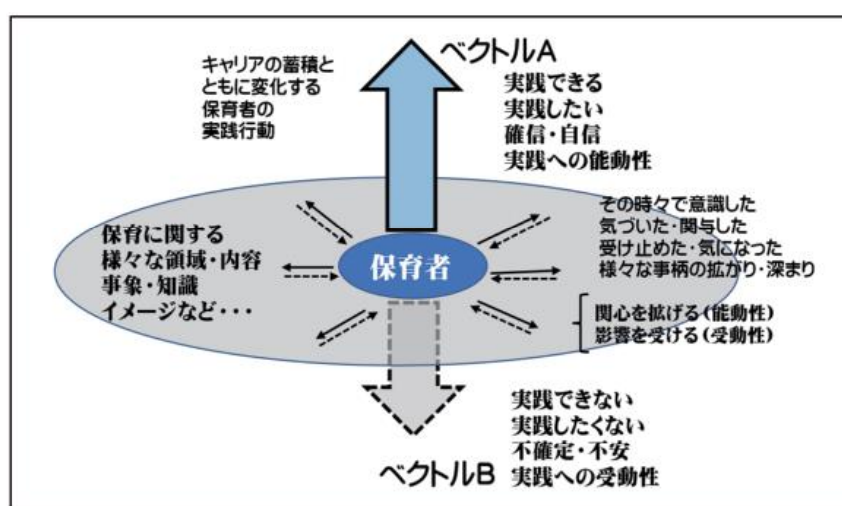 キャリアの蓄積と
ともに変化する
保育者の
実践行動
ベクトルA
実践できる
実践したい
確信・自信
実践への能動性
保育に関する
様々な領域・内容
事象・知識
イメージなど・・・
保育者
その時々で意識した
気づいた・関与した
受け止めた・気になった
様々な事柄の拡がり・深まり
関心を拡げる(能動性)
影響を受ける(受動性)
ベクトルB
実践できない
実践したくない
不確定・不安
実践への受動性